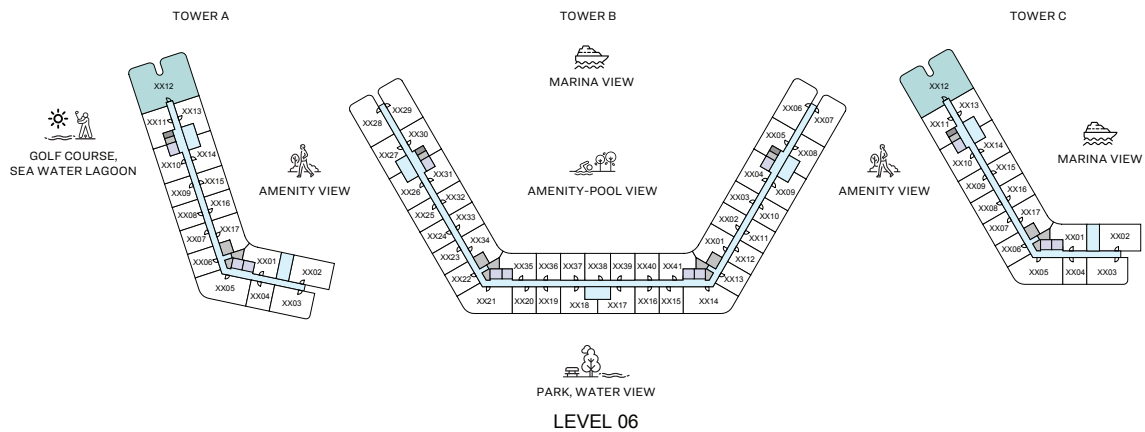 TOWER A
TOWER B
TOWER C
MARINA VIEW
GOLF COURSE,
SEA WATER LAGOON
AMENITY VIEW
AMENITY-POOL VIEW
AMENITY VIEW
MARINA VIEW
XX12
XX11
XX13
XX10
XX14
XX09
XX15
XX08
XX16
XX07
XX17
XX06
XX01
XX02
XX05
XX04
XX03
XX28
XX29
XX27
XX30
XX26
XX31
XX25
XX32
XX24
XX33
XX23
XX34
XX22
XX21
XX35
XX36
XX37
XX38
XX39
XX40
XX41
XX20
XX19
XX18
XX17
XX16
XX15
XX14
XX06
XX07
XX05
XX08
XX04
XX09
XX03
XX10
XX02
XX11
XX01
XX12
XX13
XX12
XX11
XX13
XX10
XX14
XX09
XX15
XX08
XX16
XX07
XX17
XX06
XX01
XX02
XX05
XX04
XX03
PARK, WATER VIEW
LEVEL 06